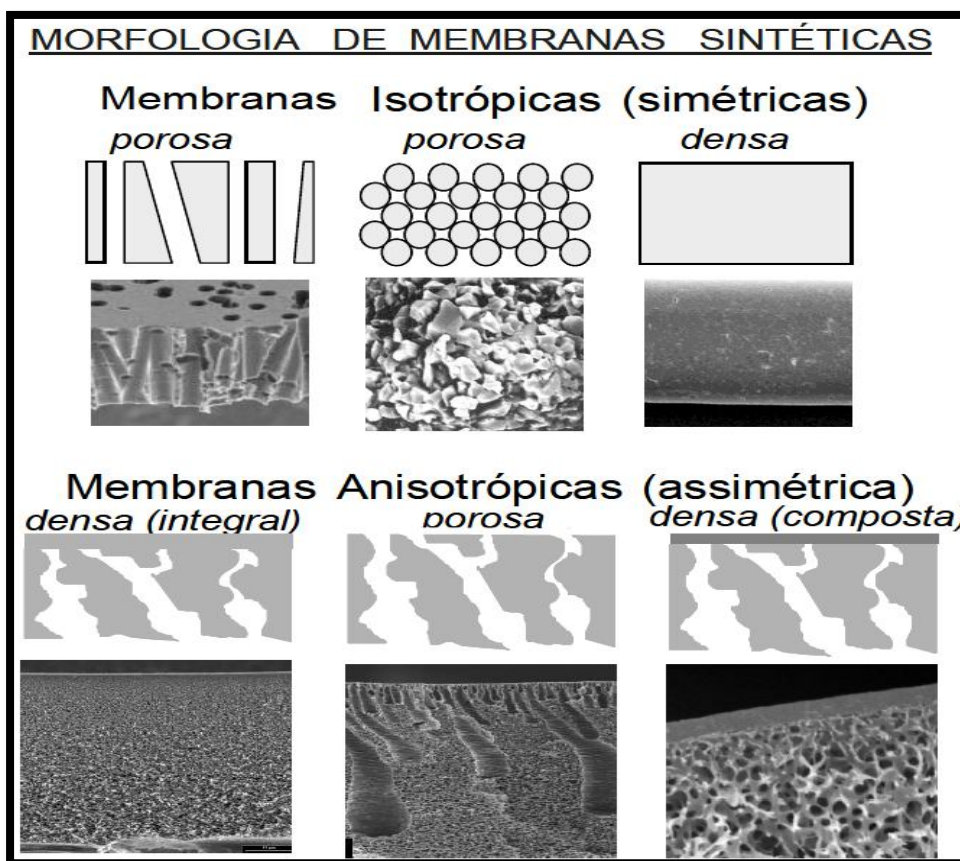 MORFOLOGIA DE MEMBRANAS SINTÉTICAS
Membranas Isotrópicas (simétricas)
porosa porosa densa
Membranas Anisotrópicas (assimétrica)
densa (integral) porosa densa (composta)